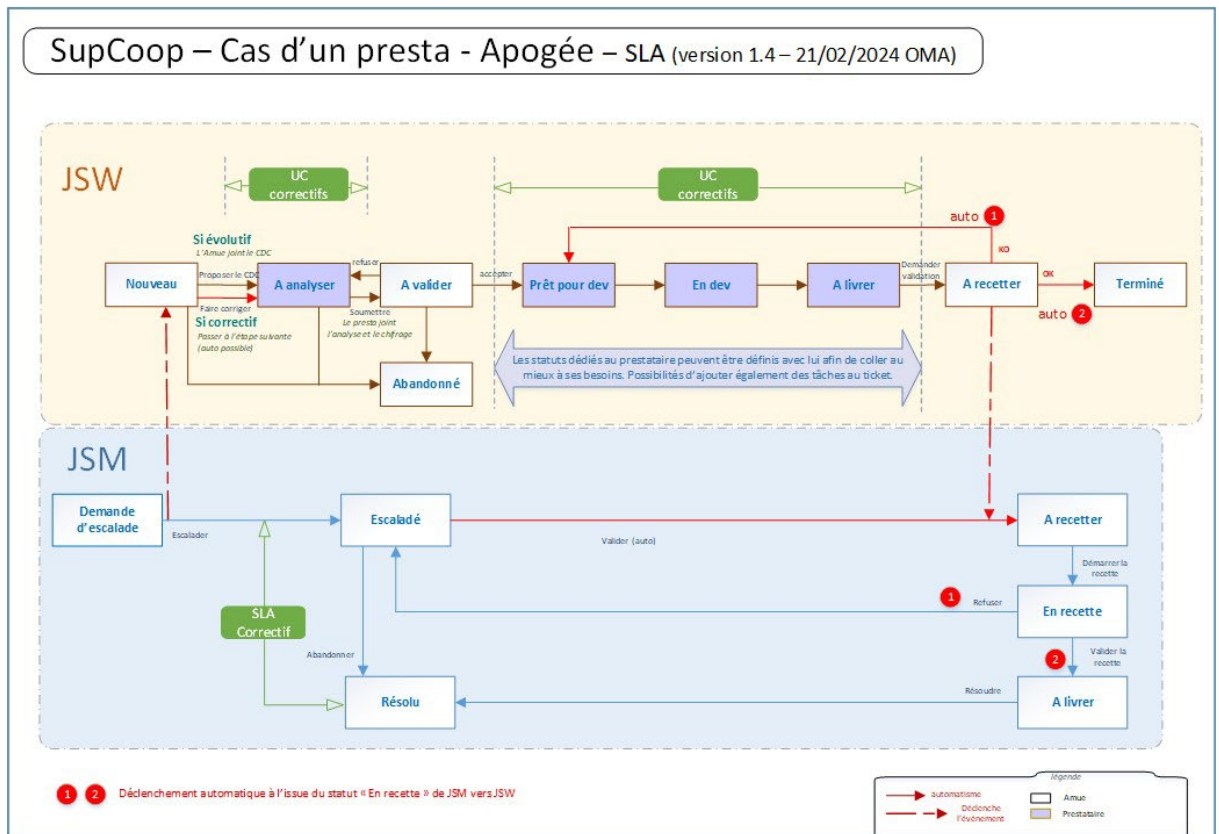 SupCoop – Cas d'un presta - Apogée – SLA (version 1.4 – 21/02/2024 OMA)
JSW
UC
correctifs
UC
correctifs
auto 1
Si évolutif
L'Amue joint le CDC
refuser
KO
Proposer le CDC
accepter
Demander
validation
OK
Nouveau
A analyser
A valider
Prêt pour dev
En dev
A livrer
A recetter
Terminé
Faire corriger
Soumettre
auto 2
Si correctif
Passer à l'étape suivante
(auto possible)
Le presta joint
l'analyse et le chifrage
Abandonné
Les statuts dédiés au prestataire peuvent être définis avec lui afin de coller au
mieux à ses besoins. Possibilités d'ajouter également des tâches au ticket.
JSM
Demande
d'escalade
Escalader
Escaladé
Valider (auto)
A recetter
Démarrer la
recette
1
Refuser
En recette
SLA
Correctif
Abandonner
2
Valider la
recette
Résolu
Résoudre
A livrer
1 2 Déclenchement automatique à l'issue du statut « En recette » de JSM vers JSW
légende
automatisme
Amue
Déclenche
l'événement
Prestataire